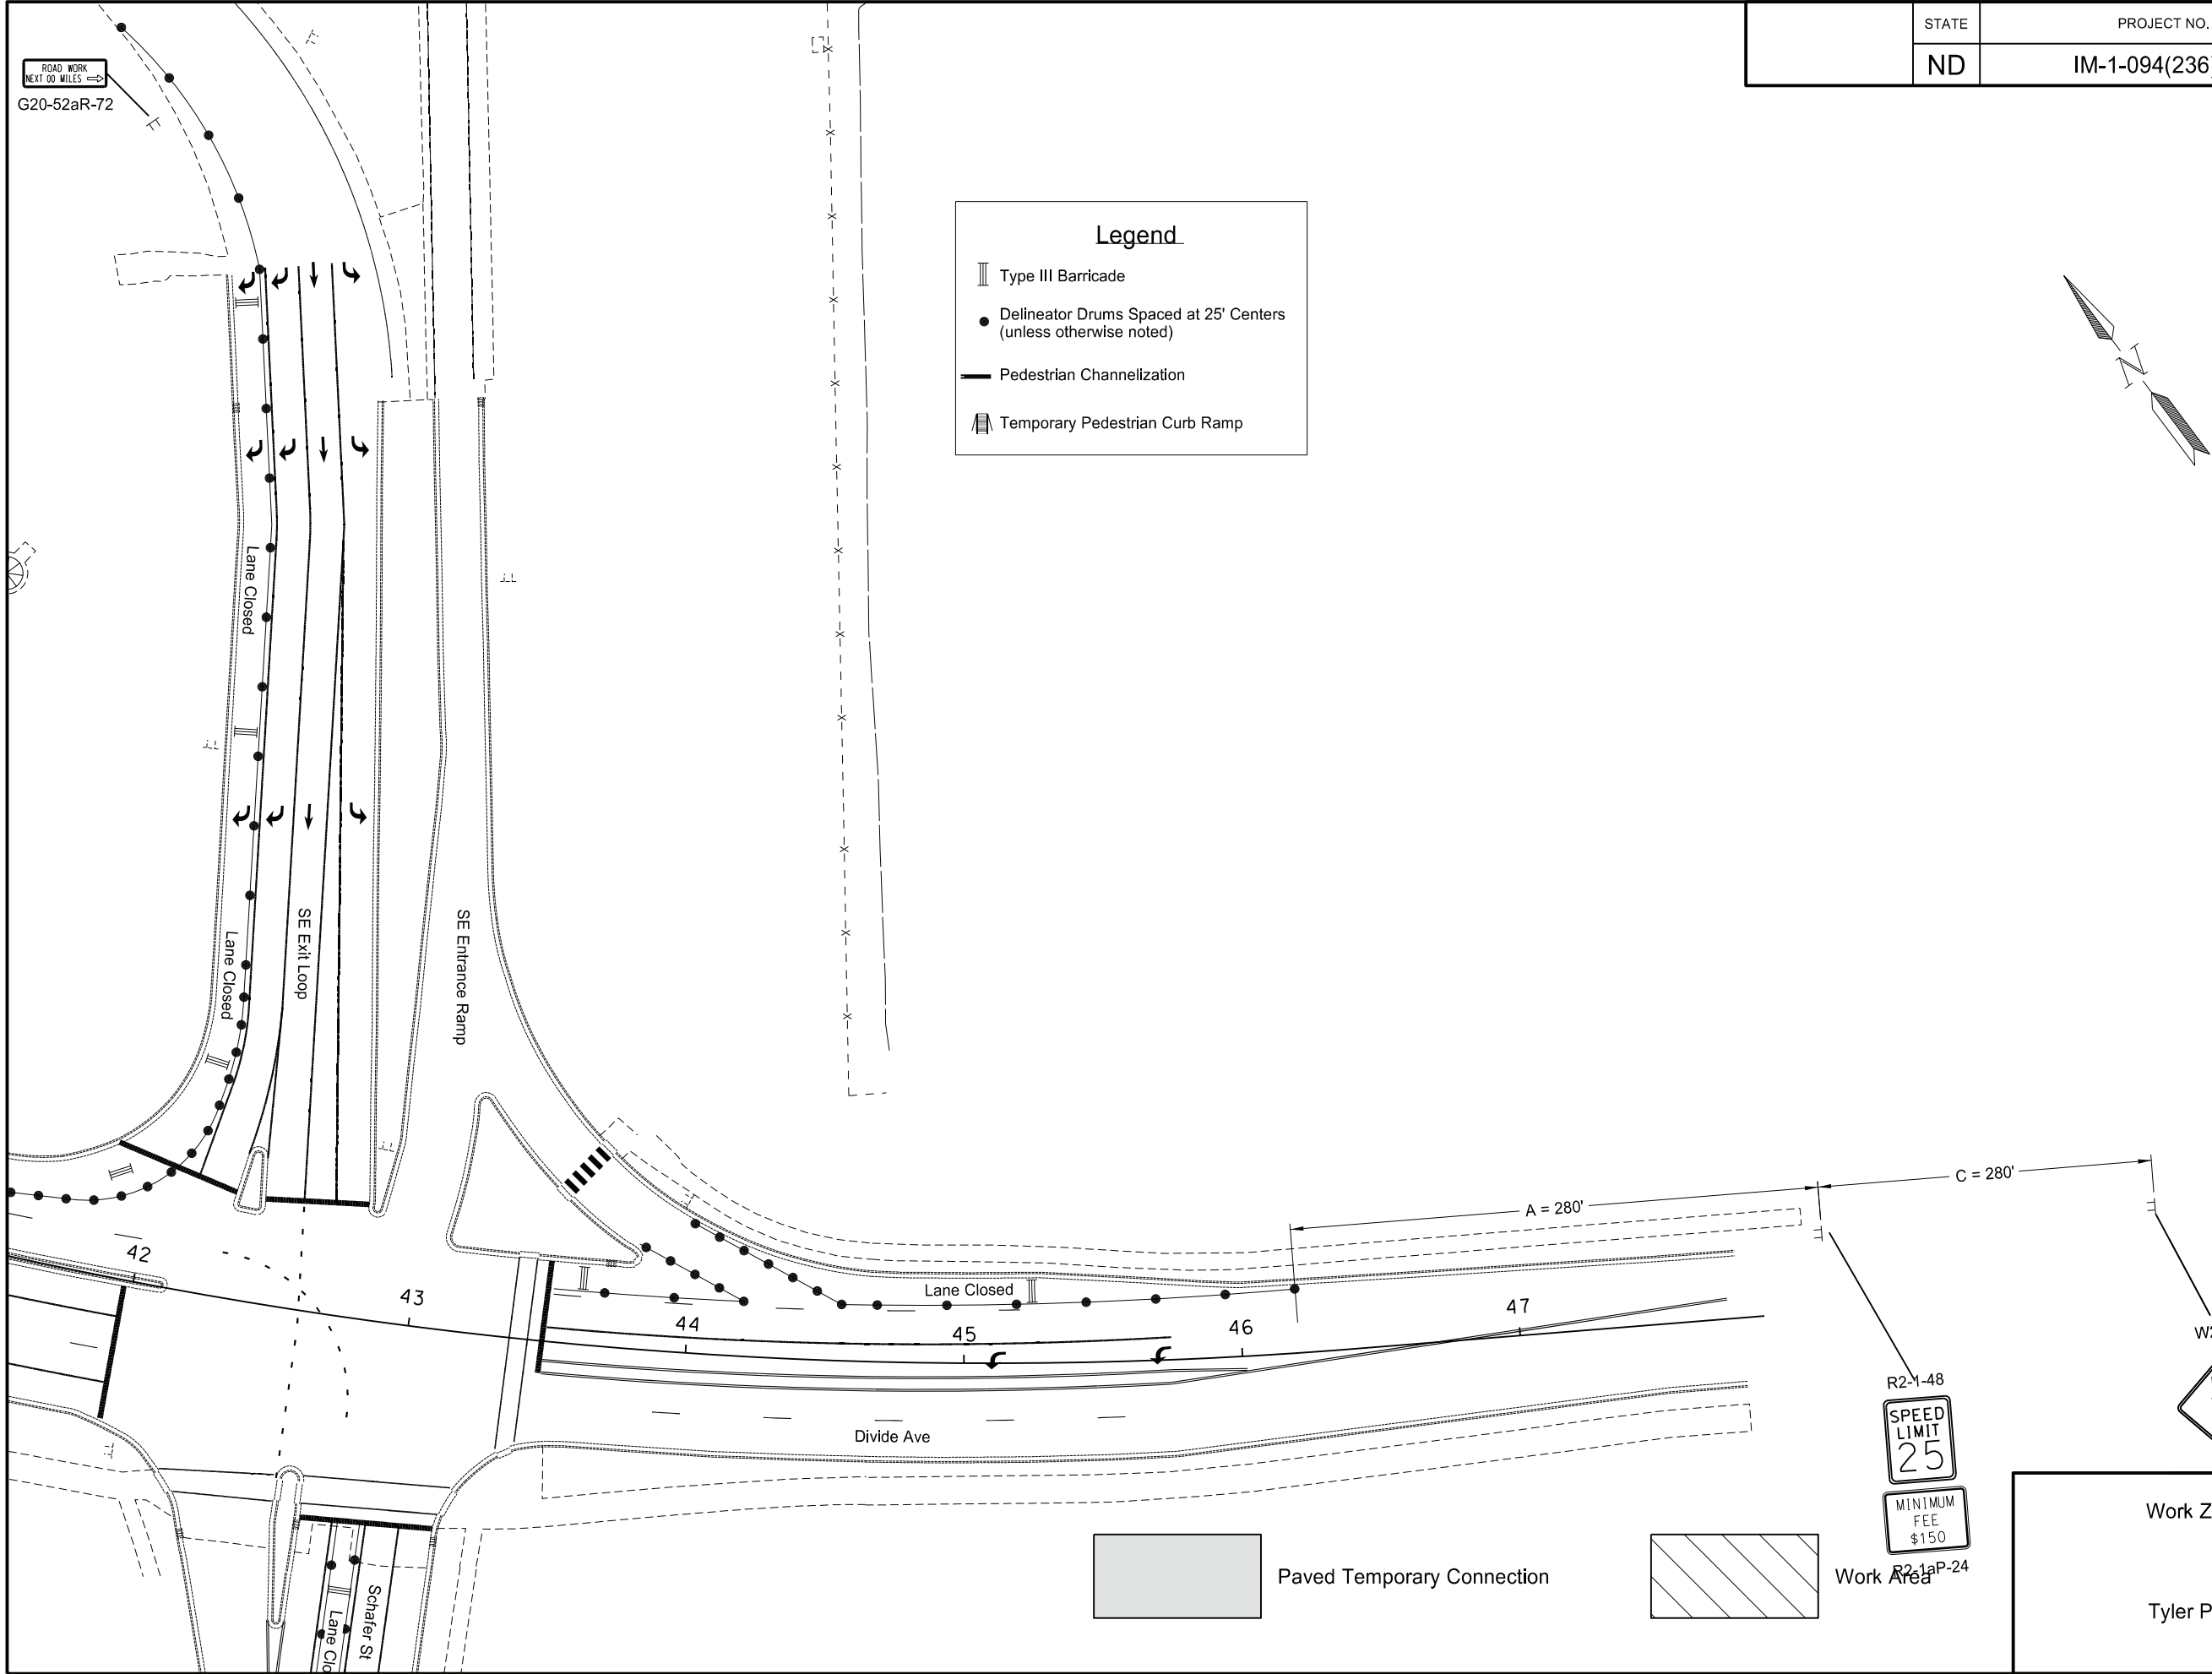 STATE
PROJECT NO.
ND
IM-1-094(236)
ROAD WORK
NEXT 00 MILES
G20-52aR-72
Legend
Type III Barricade
Delineator Drums Spaced at 25' Centers
(unless otherwise noted)
Pedestrian Channelization
Temporary Pedestrian Curb Ramp
N
Lane Closed
Lane Closed
SE Exit Loop
SE Entrance Ramp
C = 280'
A = 280'
Lane Closed
42
43
44
45
46
47
Divide Ave
R2-1-48
SPEED
LIMIT
25
MINIMUM
FEE
$150
R2-1aP-24
Paved Temporary Connection
Work Area
Schafer St
Lane Clo
Work Z
Tyler P